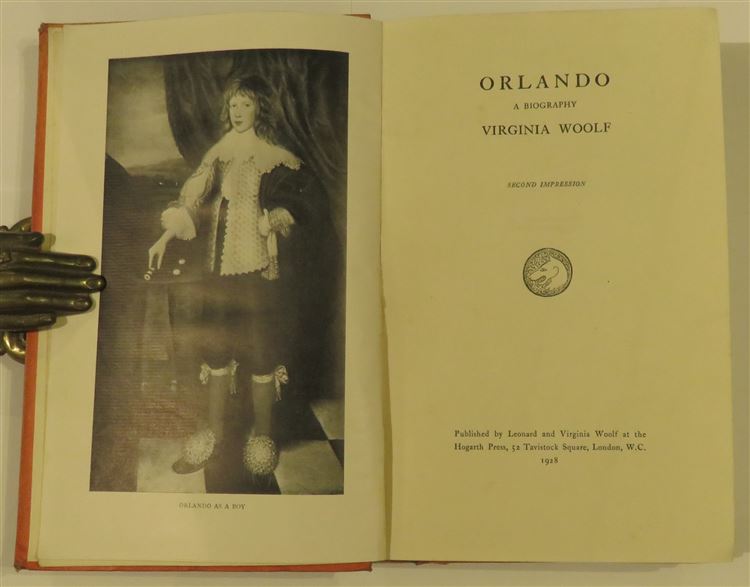 ORLANDO AS A BOY
ORLANDO
A BIOGRAPHY
VIRGINIA WOOLF
SECOND IMPRESSION
Published by Leonard and Virginia Woolf at the
Hogarth Press, 52 Tavistock Square, London, W.C.
1928